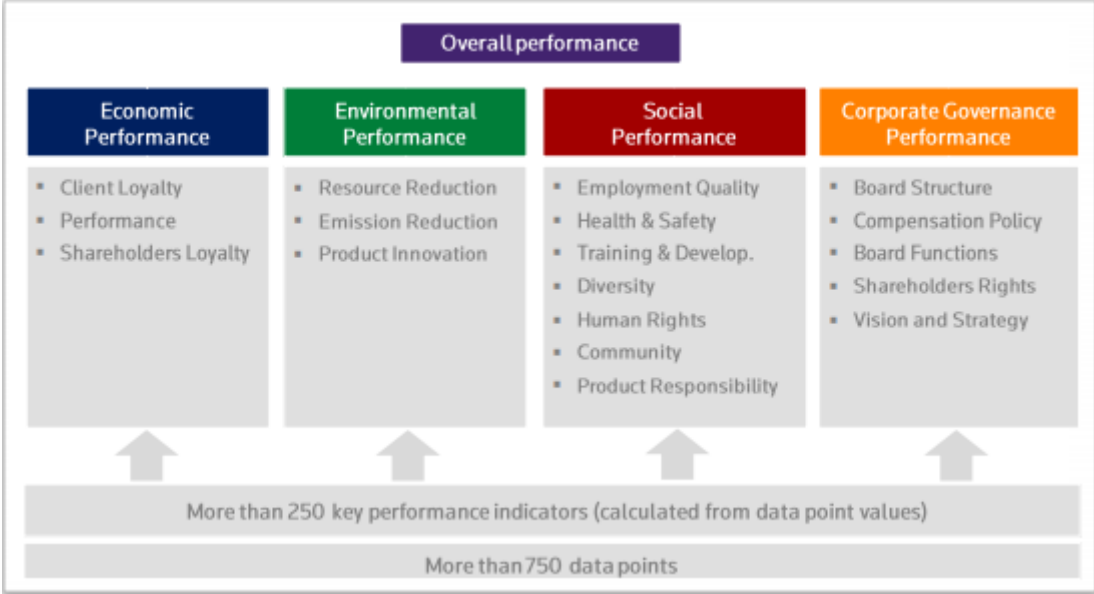 Overall performance
Economic
Performance
Environmental
Performance
Social
Performance
Corporate Governance
Performance
▪ Client Loyalty
▪ Performance
▪ Shareholders Loyalty
▪ Resource Reduction
▪ Emission Reduction
▪ Product Innovation
▪ Employment Quality
▪ Health & Safety
▪ Training & Develop.
▪ Diversity
▪ Human Rights
▪ Community
▪ Product Responsibility
▪ Board Structure
▪ Compensation Policy
▪ Board Functions
▪ Shareholders Rights
▪ Vision and Strategy
More than 250 key performance indicators (calculated from data point values)
More than 750 data points